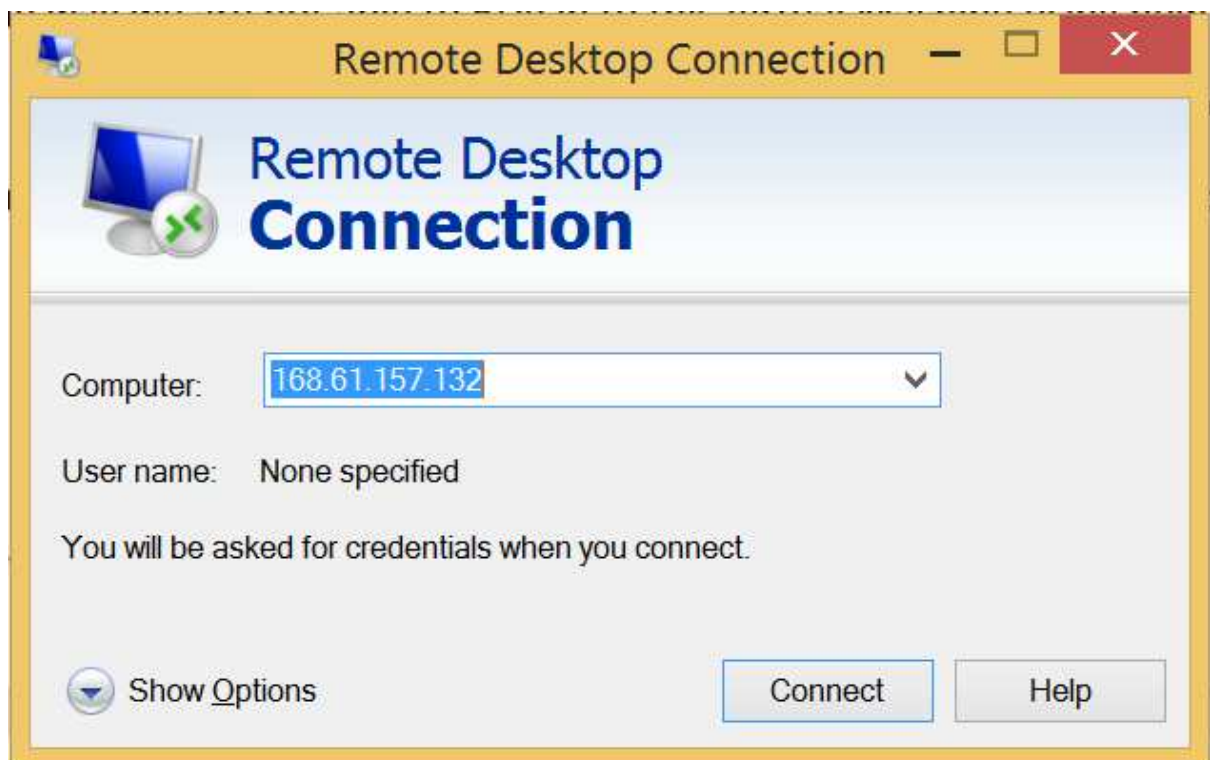 Remote Desktop Connection
Remote Desktop
Connection
Computer: 168.61.157.132
User name: None specified
You will be asked for credentials when you connect.
Show Options Connect Help